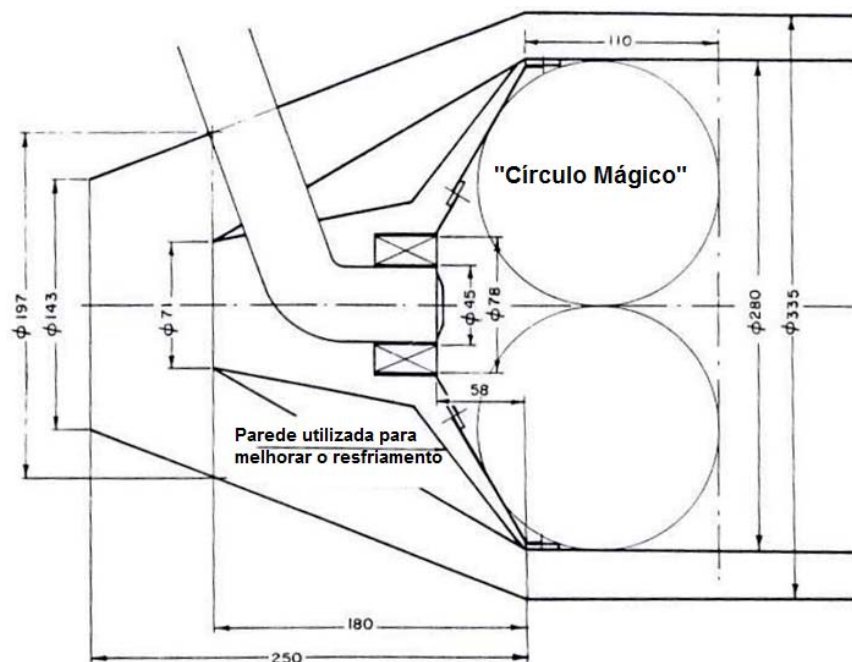 110
"Círculo Mágico"
ϕ197
ϕ143
ϕ71
ϕ45
ϕ78
ϕ280
ϕ335
58
Parede utilizada para
melhorar o resfriamento
180
250